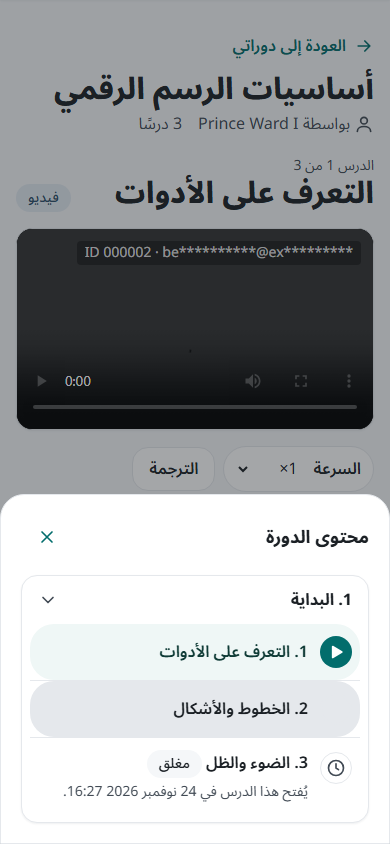 العودة إلى دوراتي
أساسيات الرسم الرقمي
بواسطة Prince Ward I 3 درسًا
الدرس 1 من 3
التعرف على الأدوات فيديو
ID 000002 · be**********@ex*********
0:00
السرعة 1× الترجمة
محتوى الدورة
1. البداية
1. التعرف على الأدوات
2. الخطوط والأشكال
3. الضوء والظل مغلق
يُفتح هذا الدرس في 24 نوفمبر 2026 16:27.